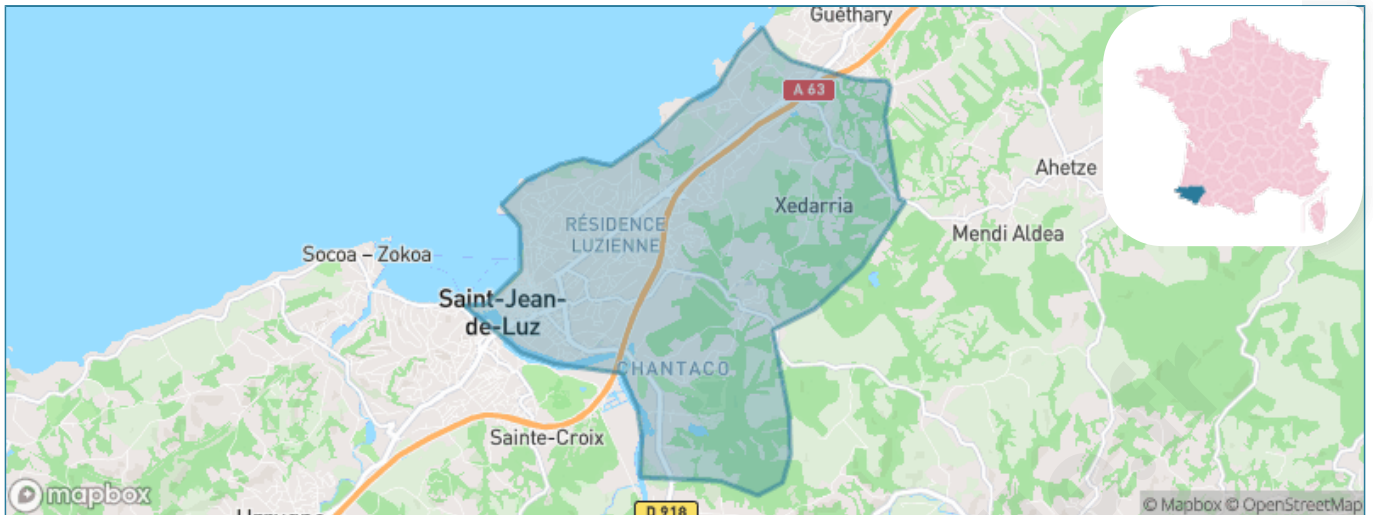 Guéthary
A 63
Ahetze
Xedarria
RÉSIDENCE
LUZIENNE
Mendi Aldea
Socoa – Zokoa
Saint-Jean-
de-Luz
CHANTACO
Sainte-Croix
mapbox
© Mapbox © OpenStreetMap
D 918